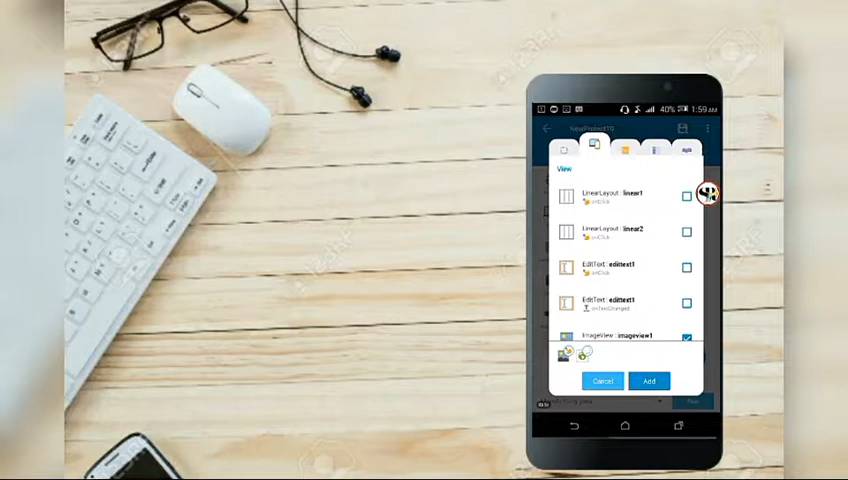 40% 1:59 AM
NewProject10
View
LinearLayout : linear1
onClick
LinearLayout : linear2
onClick
EditText : edittext1
onClick
EditText : edittext1
onTextChanged
ImageView : imageview1
Cancel
Add
Run